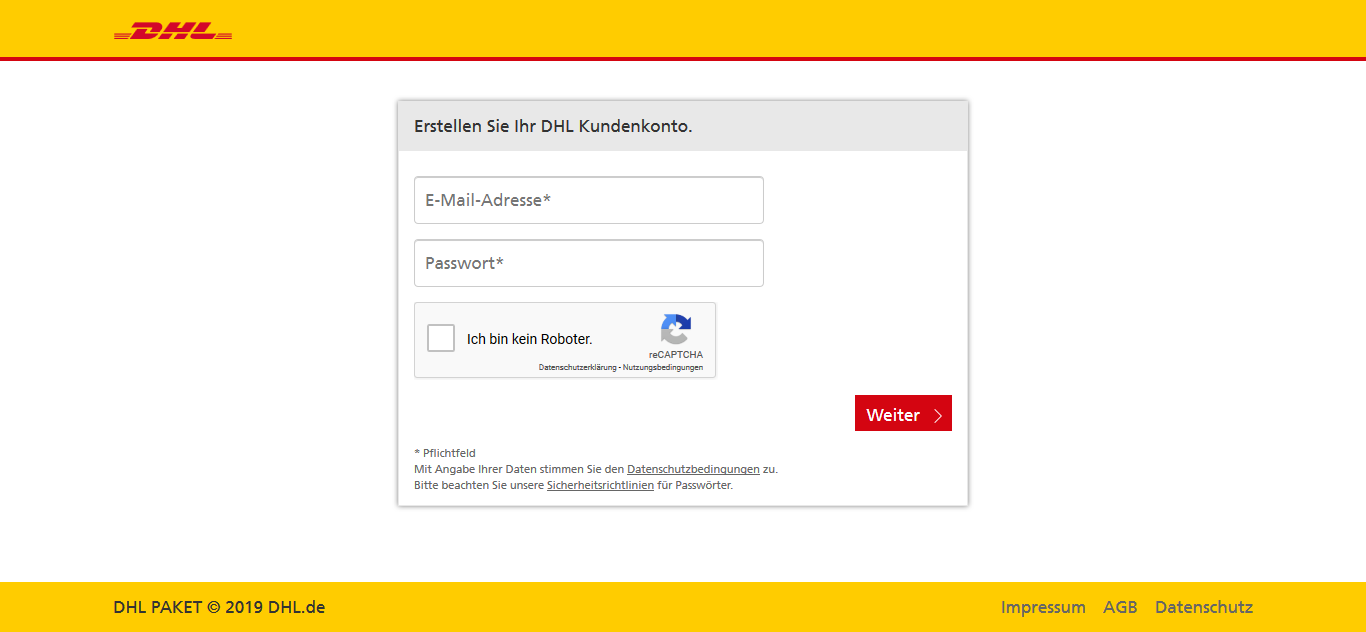 DHL
Erstellen Sie Ihr DHL Kundenkonto.
E-Mail-Adresse*
Passwort*
Ich bin kein Roboter.
reCAPTCHA
Datenschutzerklärung - Nutzungsbedingungen
Weiter
* Pflichtfeld
Mit Angabe Ihrer Daten stimmen Sie den Datenschutzbedingungen zu.
Bitte beachten Sie unsere Sicherheitsrichtlinien für Passwörter.
DHL PAKET © 2019 DHL.de
Impressum AGB Datenschutz